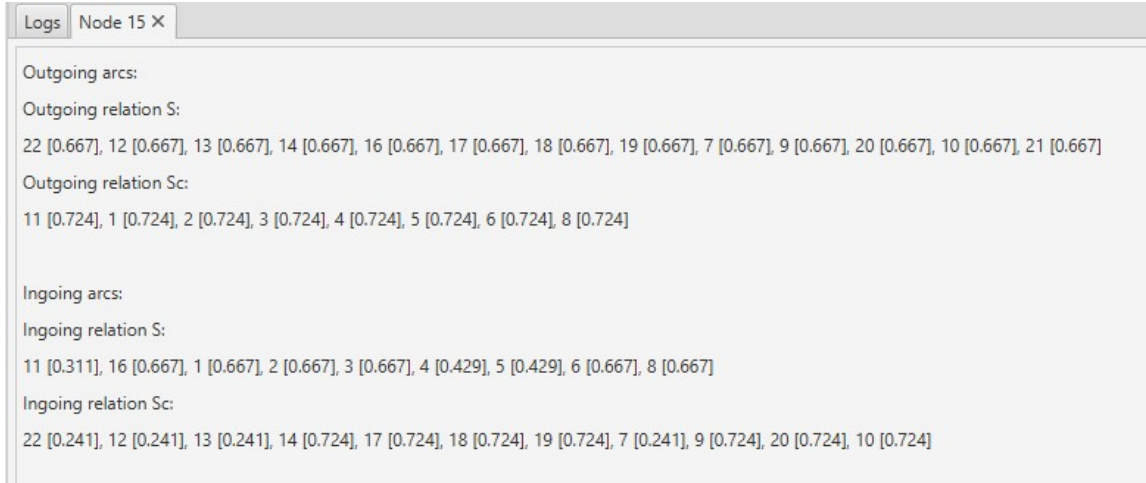 Logs Node 15 ✕
Outgoing arcs:
Outgoing relation S:
22 [0.667], 12 [0.667], 13 [0.667], 14 [0.667], 16 [0.667], 17 [0.667], 18 [0.667], 19 [0.667], 7 [0.667], 9 [0.667], 20 [0.667], 10 [0.667], 21 [0.667]
Outgoing relation Sc:
11 [0.724], 1 [0.724], 2 [0.724], 3 [0.724], 4 [0.724], 5 [0.724], 6 [0.724], 8 [0.724]
Ingoing arcs:
Ingoing relation S:
11 [0.311], 16 [0.667], 1 [0.667], 2 [0.667], 3 [0.667], 4 [0.429], 5 [0.429], 6 [0.667], 8 [0.667]
Ingoing relation Sc:
22 [0.241], 12 [0.241], 13 [0.241], 14 [0.724], 17 [0.724], 18 [0.724], 19 [0.724], 7 [0.241], 9 [0.724], 20 [0.724], 10 [0.724]